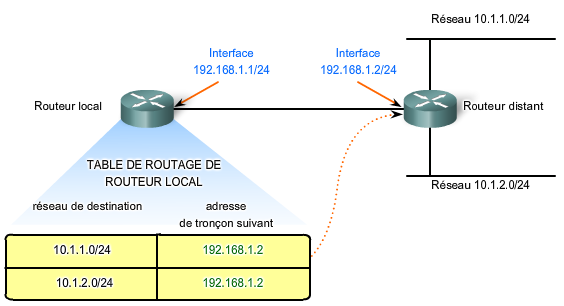 Réseau 10.1.1.0/24
Interface
192.168.1.1/24
Interface
192.168.1.2/24
Routeur local
Routeur distant
TABLE DE ROUTAGE DE
ROUTEUR LOCAL
Réseau 10.1.2.0/24
réseau de destination
adresse
de tronçon suivant
10.1.1.0/24
192.168.1.2
10.1.2.0/24
192.168.1.2